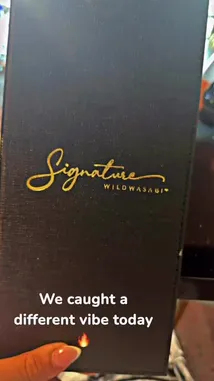 Signature
WILDWASABI
We caught a
different vibe today
🔥